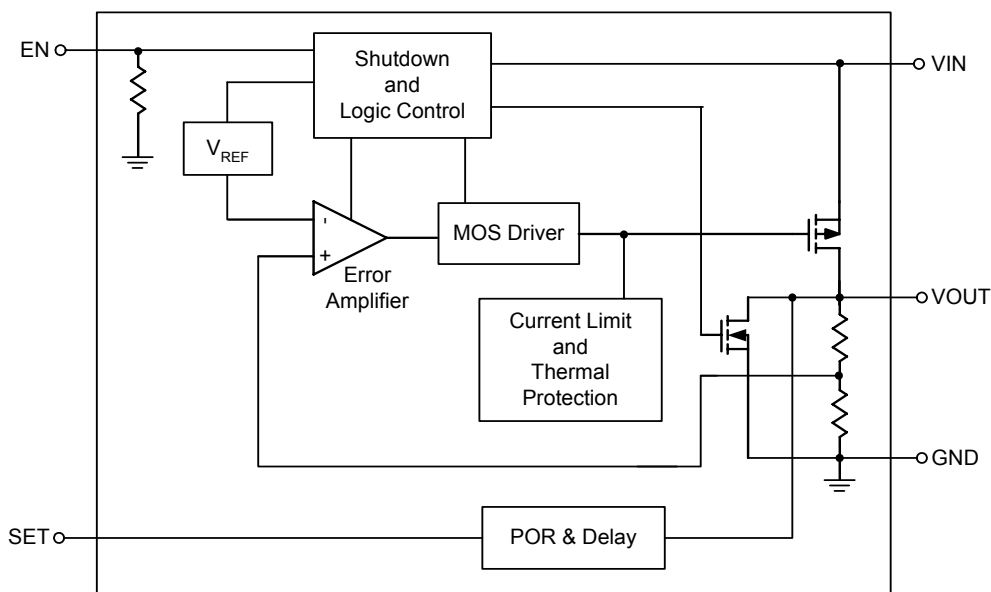 EN
Shutdown
and
Logic Control
VIN
V_REF
-
+
Error
Amplifier
MOS Driver
VOUT
Current Limit
and
Thermal
Protection
GND
SET
POR & Delay